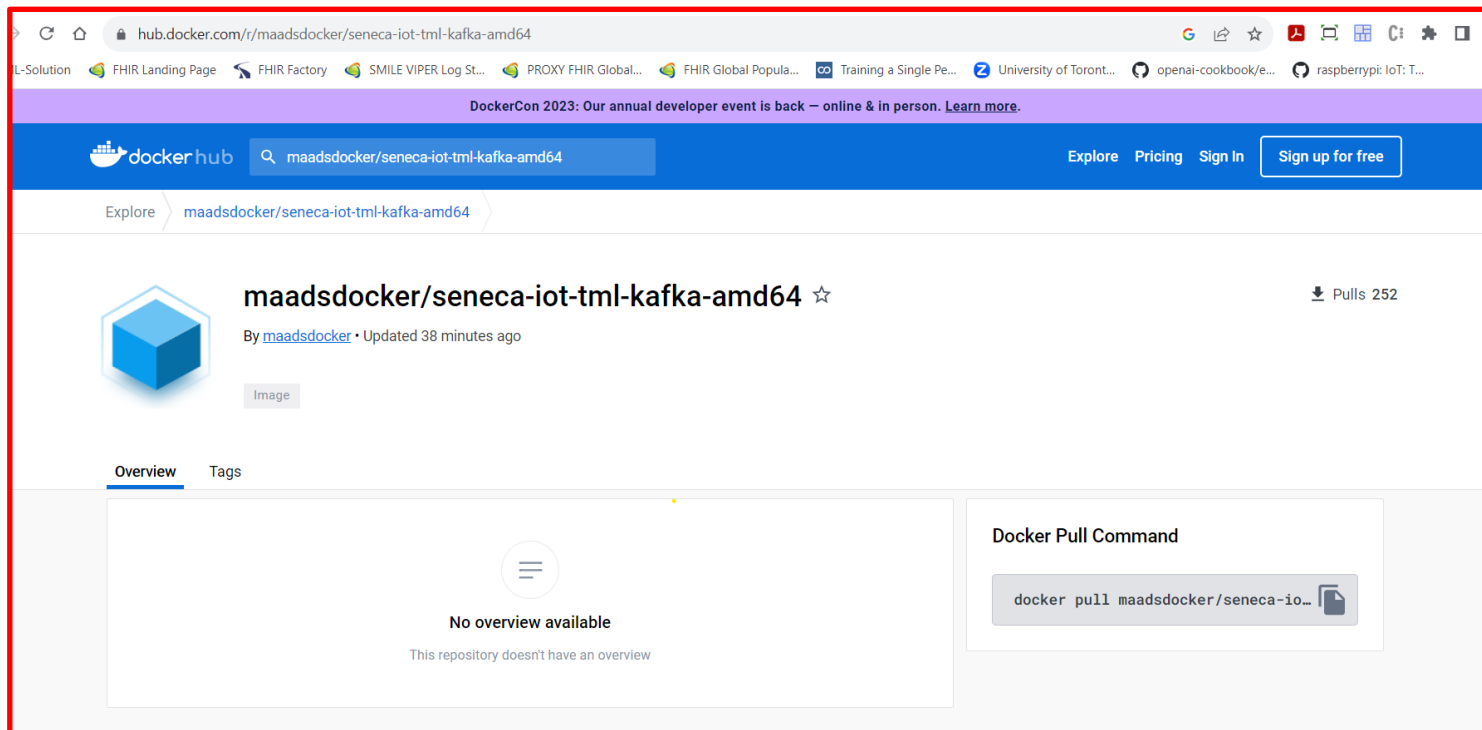 hub.docker.com/r/maadsdocker/seneca-iot-tml-kafka-amd64
L-Solution FHIR Landing Page FHIR Factory SMILE VIPER Log St... PROXY FHIR Global... FHIR Global Popula... Training a Single Pe... University of Toront... openai-cookbook/e... raspberrypi: IoT: T...
DockerCon 2023: Our annual developer event is back — online & in person. Learn more.
dockerhub maadsdocker/seneca-iot-tml-kafka-amd64 Explore Pricing Sign In Sign up for free
Explore maadsdocker/seneca-iot-tml-kafka-amd64
maadsdocker/seneca-iot-tml-kafka-amd64 Pulls 252
By maadsdocker • Updated 38 minutes ago
Image
Overview Tags
Docker Pull Command
docker pull maadsdocker/seneca-io…
No overview available
This repository doesn't have an overview